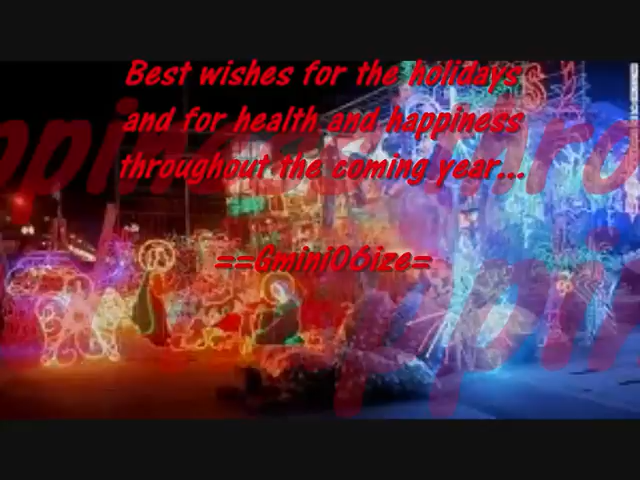 Best wishes for the holidays
and for health and happiness
throughout the coming year...
==Gmini06ize=